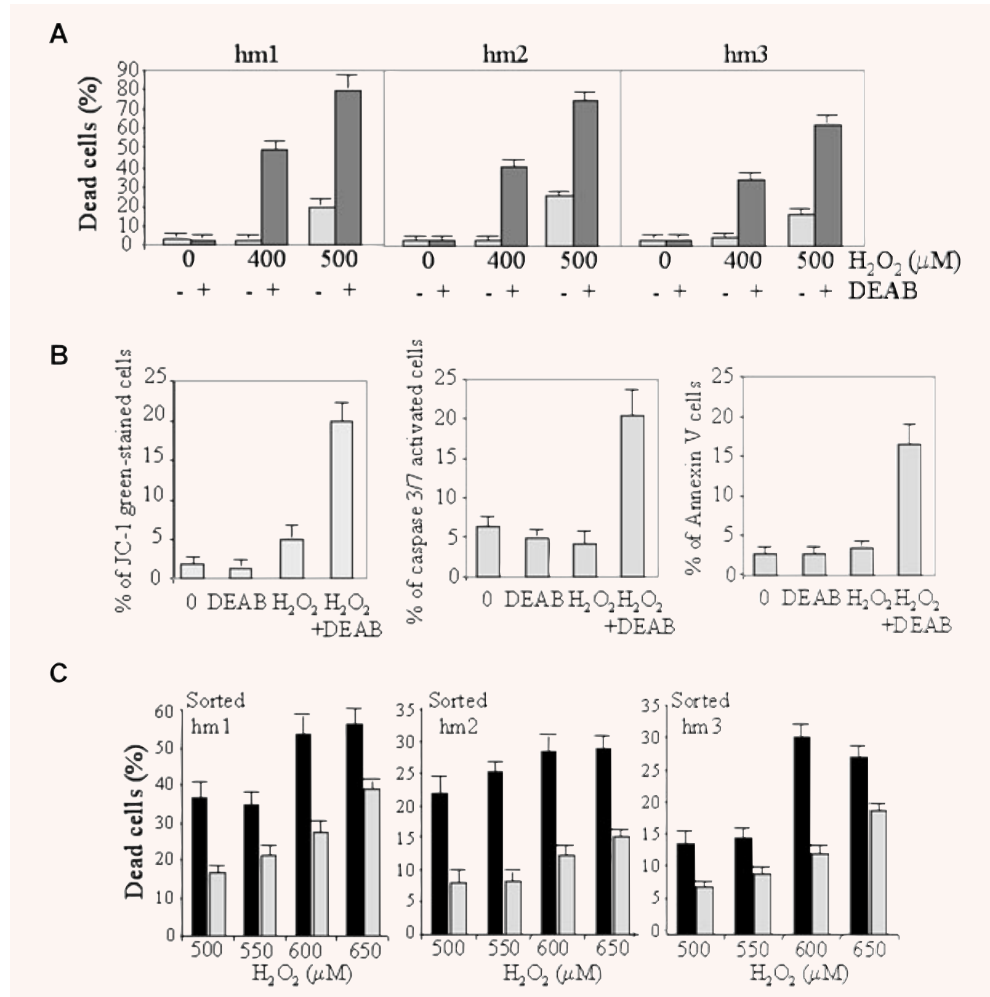 A
hm1 hm2 hm3
Dead cells (%)
90
80
70
60
50
40
30
20
10
0
0 400 500 0 400 500 0 400 500 H₂O₂ (μM)
- + - + - + - + - + - + - + - + - + DEAB
B
% of JC-1 green-stained cells
25
20
15
10
5
0
0 DEAB H₂O₂ H₂O₂
+DEAB
% of caspase 3/7 activated cells
25
20
15
10
5
0
0 DEAB H₂O₂ H₂O₂
+DEAB
% of Annexin V cells
25
20
15
10
5
0
0 DEAB H₂O₂ H₂O₂
+DEAB
C
Dead cells (%)
Sorted
hm1
60
50
40
30
20
10
0
500 550 600 650
H₂O₂ (μM)
Sorted
hm2
35
30
25
20
15
10
5
0
500 550 600 650
H₂O₂ (μM)
Sorted
hm3
35
30
25
20
15
10
5
0
500 550 600 650
H₂O₂ (μM)